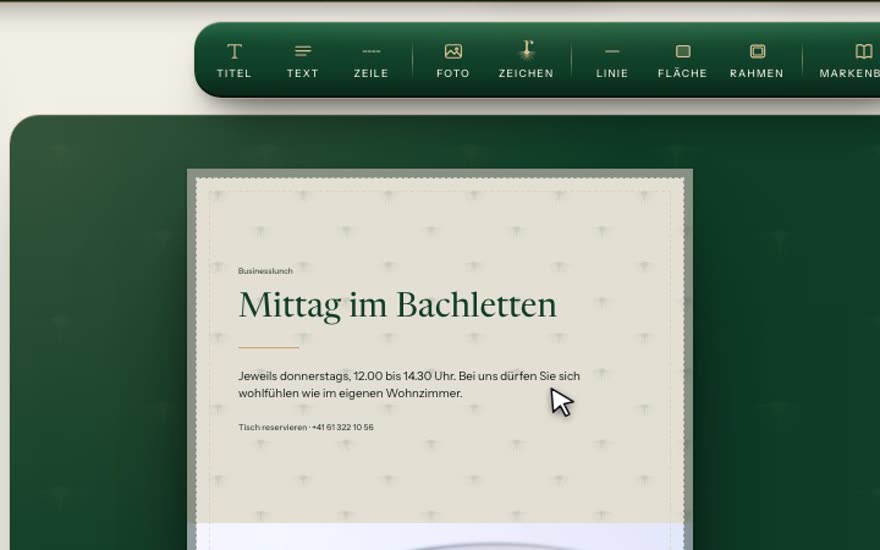 TITEL
TEXT
ZEILE
FOTO
ZEICHEN
LINIE
FLÄCHE
RAHMEN
Businesslunch
Mittag im Bachletten
Jeweils donnerstags, 12.00 bis 14.30 Uhr. Bei uns dürfen Sie sich
wohlfühlen wie im eigenen Wohnzimmer.
Tisch reservieren · +41 61 322 10 56